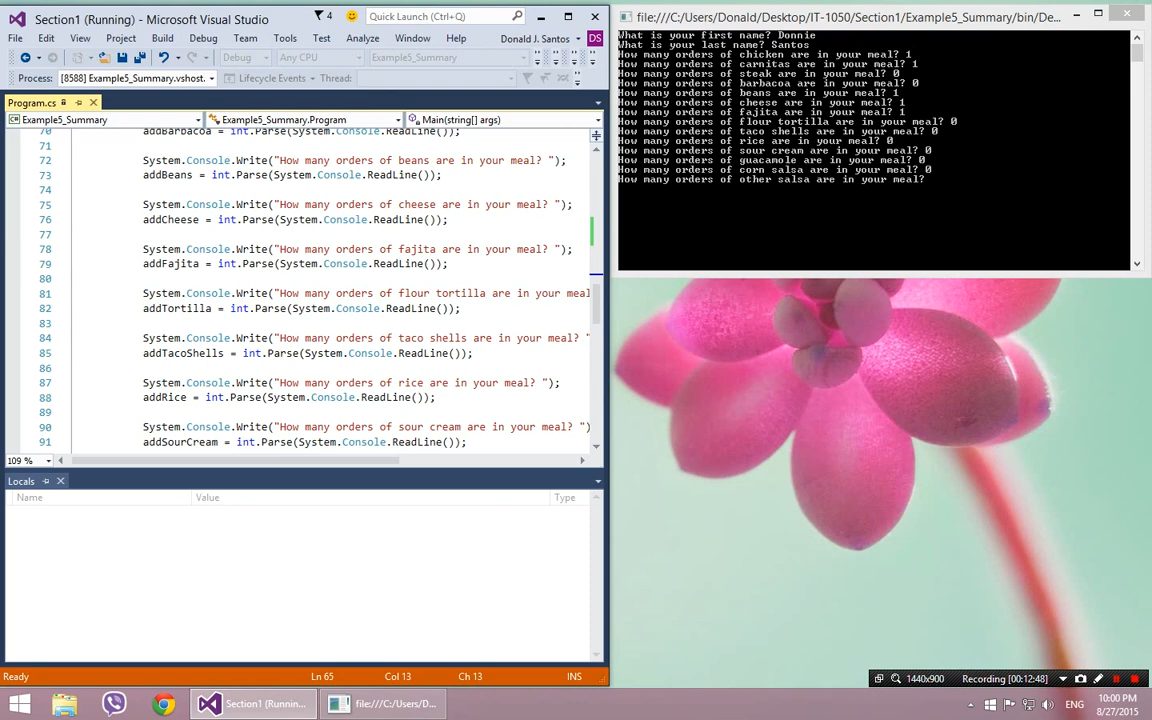 Section1 (Running) - Microsoft Visual Studio
4
Quick Launch (Ctrl+Q)
File Edit View Project Build Debug Team Tools Test
Analyze Window Help Donald J. Santos DS
Debug Any CPU Example5_Summary
Process: [8588] Example5_Summary.vshost. Lifecycle Events Thread:
Program.cs
Example5_Summary Example5_Summary.Program Main(string[] args)
70 addBarbacoa = int.Parse(System.Console.ReadLine());
71
72 System.Console.Write("How many orders of beans are in your meal? ");
73 addBeans = int.Parse(System.Console.ReadLine());
74
75 System.Console.Write("How many orders of cheese are in your meal? ");
76 addCheese = int.Parse(System.Console.ReadLine());
77
78 System.Console.Write("How many orders of fajita are in your meal? ");
79 addFajita = int.Parse(System.Console.ReadLine());
80
81 System.Console.Write("How many orders of flour tortilla are in your meal
82 addTortilla = int.Parse(System.Console.ReadLine());
83
84 System.Console.Write("How many orders of taco shells are in your meal? "
85 addTacoShells = int.Parse(System.Console.ReadLine());
86
87 System.Console.Write("How many orders of rice are in your meal? ");
88 addRice = int.Parse(System.Console.ReadLine());
89
90 System.Console.Write("How many orders of sour cream are in your meal? ")
91 addSourCream = int.Parse(System.Console.ReadLine());
109 %
Locals
Name Value Type
Ready Ln 65 Col 13 Ch 13 INS
file:///C:/Users/Donald/Desktop/IT-1050/Section1/Example5_Summary/bin/De...
What is your first name? Donnie
What is your last name? Santos
How many orders of chicken are in your meal? 1
How many orders of carnitas are in your meal? 1
How many orders of steak are in your meal? 0
How many orders of barbacoa are in your meal? 0
How many orders of beans are in your meal? 1
How many orders of cheese are in your meal? 1
How many orders of fajita are in your meal? 1
How many orders of flour tortilla are in your meal? 0
How many orders of taco shells are in your meal? 0
How many orders of rice are in your meal? 0
How many orders of sour cream are in your meal? 0
How many orders of guacamole are in your meal? 0
How many orders of corn salsa are in your meal? 0
How many orders of other salsa are in your meal?
1440x900 Recording [00:12:48]
Section1 (Runnin... file:///C:/Users/D... ENG 10:00 PM
8/27/2015